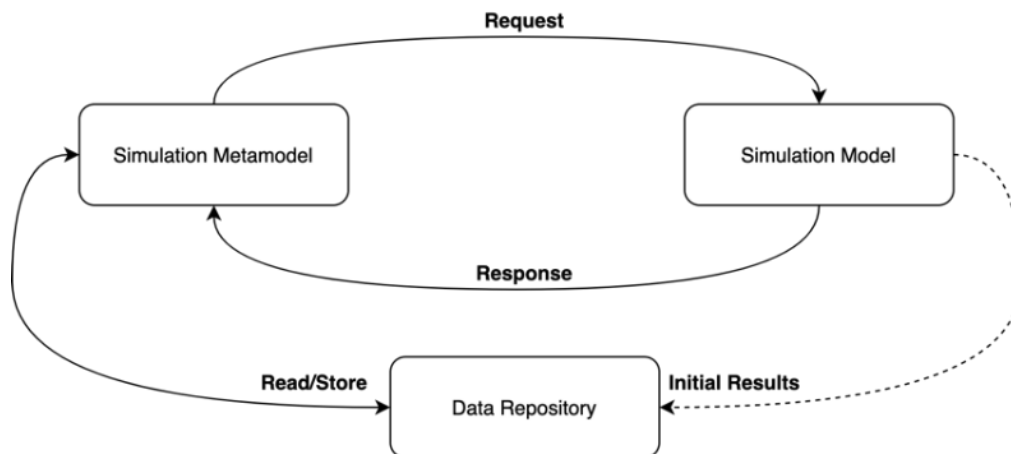 Request
Simulation Metamodel
Simulation Model
Response
Read/Store
Initial Results
Data Repository